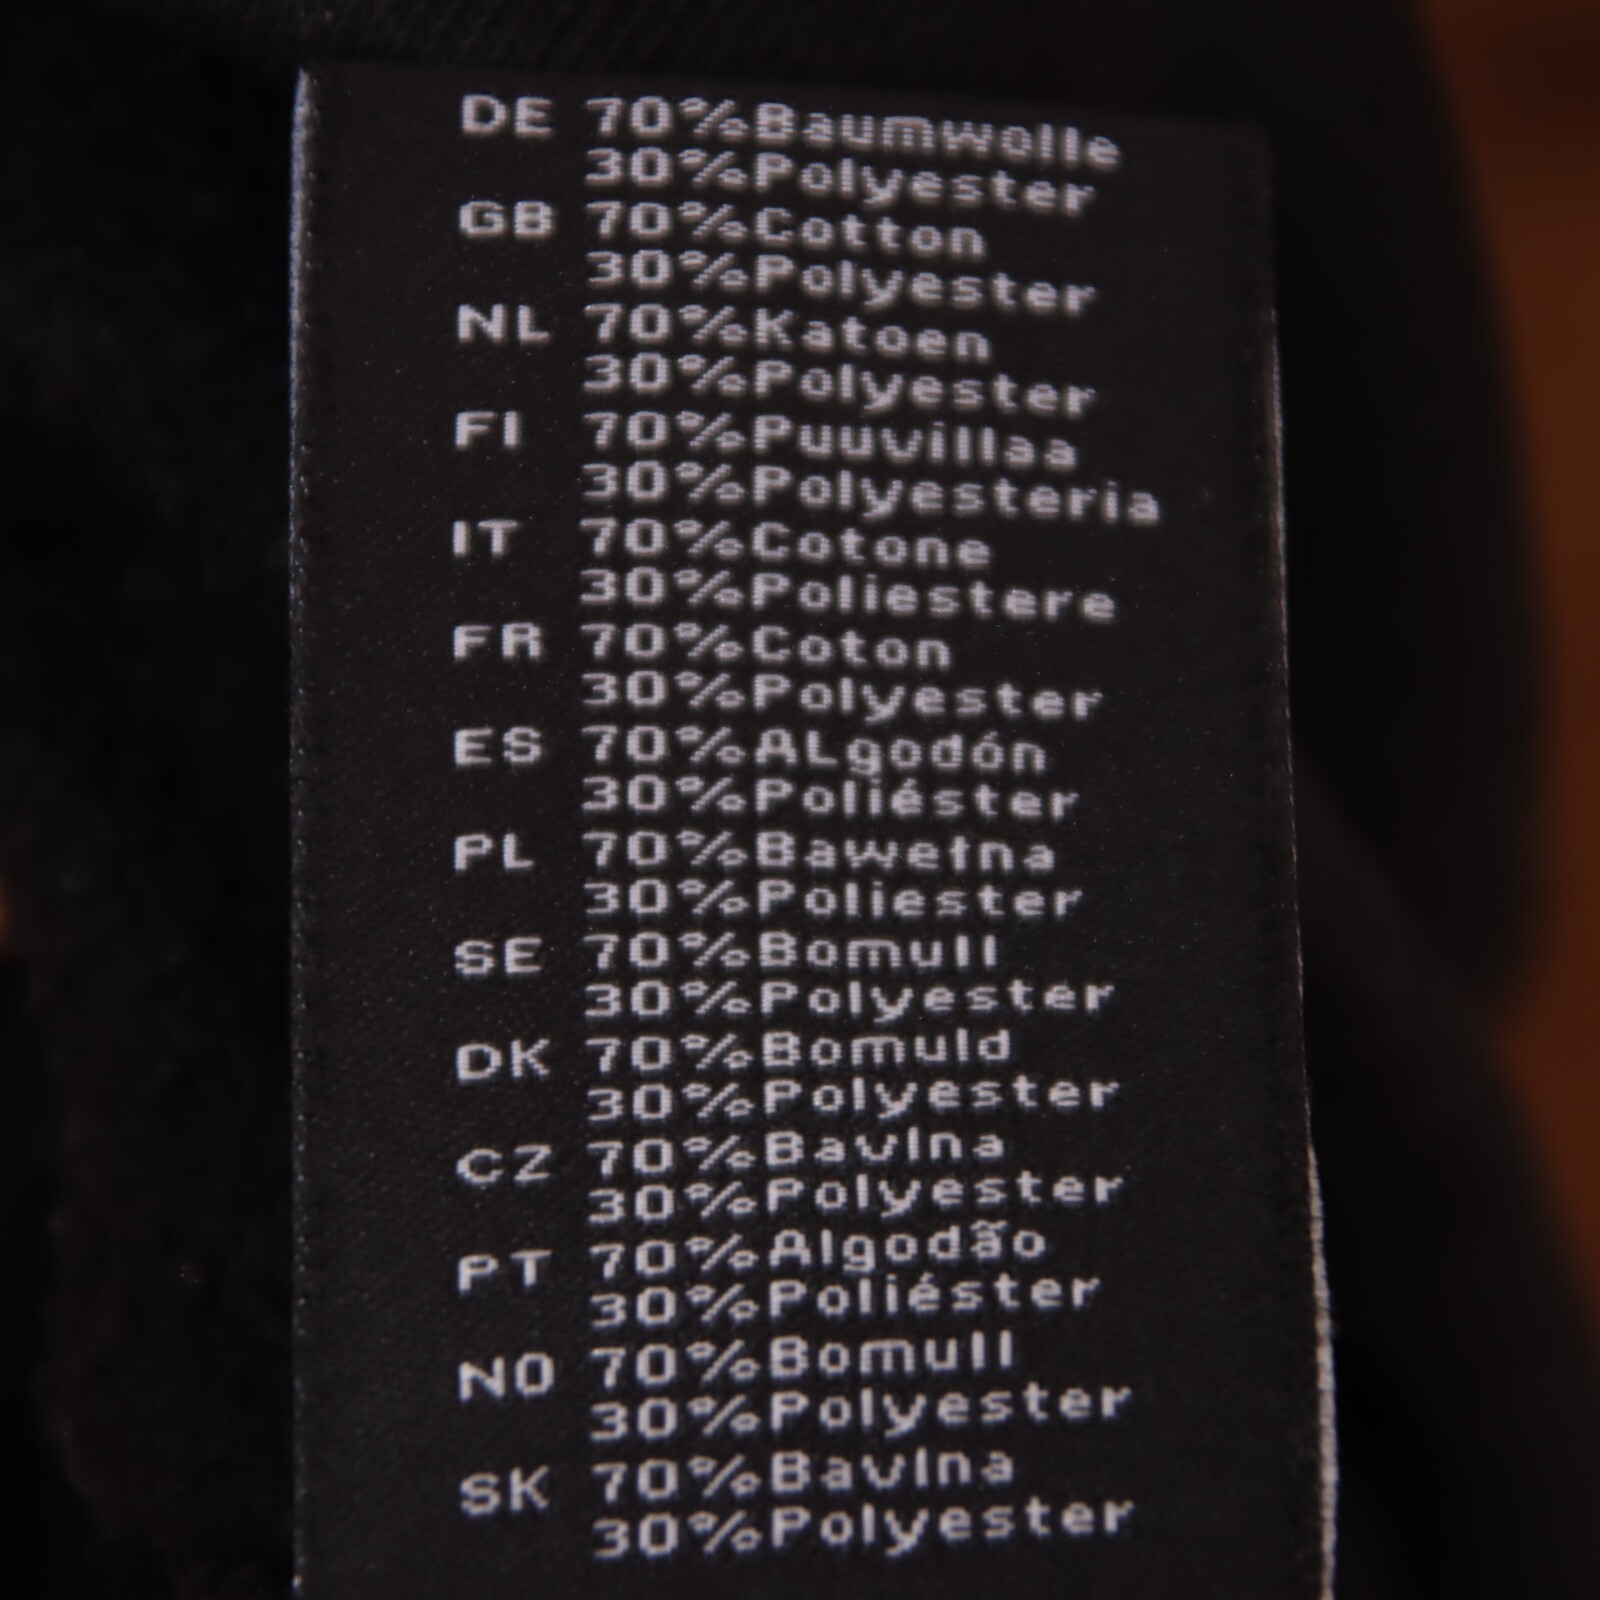 DE 70%Baumwolle
30%Polyester
GB 70%Cotton
30%Polyester
NL 70%Katoen
30%Polyester
FI 70%Puuvillaa
30%Polyesteria
IT 70%Cotone
30%Poliestere
FR 70%Coton
30%Polyester
ES 70%ALgodón
30%Poliéster
PL 70%Bawełna
30%Poliester
SE 70%Bomull
30%Polyester
DK 70%Bomuld
30%Polyester
CZ 70%Bavlna
30%Polyester
PT 70%Algodão
30%Poliéster
NO 70%Bomull
30%Polyester
SK 70%Bavlna
30%Polyester